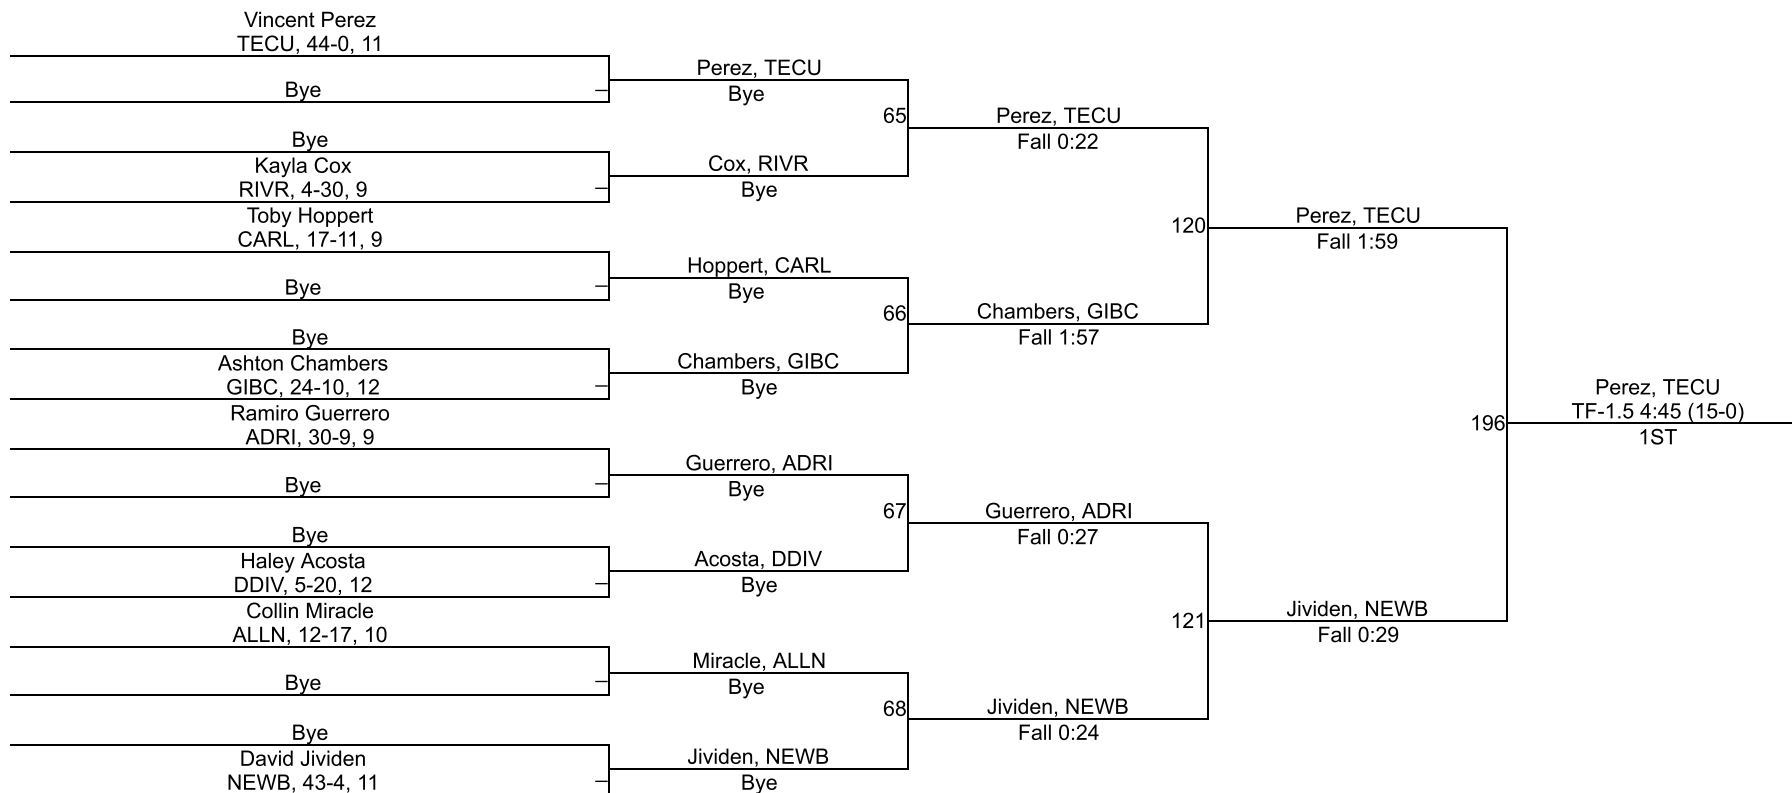 Vincent Perez
TECU, 44-0, 11
Bye
Bye
Kayla Cox
RIVR, 4-30, 9
Toby Hoppert
CARL, 17-11, 9
Bye
Bye
Ashton Chambers
GIBC, 24-10, 12
Ramiro Guerrero
ADRI, 30-9, 9
Bye
Bye
Haley Acosta
DDIV, 5-20, 12
Collin Miracle
ALLN, 12-17, 10
Bye
Bye
David Jividen
NEWB, 43-4, 11
Perez, TECU
Bye
65
Cox, RIVR
Bye
Hoppert, CARL
Bye
66
Chambers, GIBC
Bye
Guerrero, ADRI
Bye
67
Acosta, DDIV
Bye
Miracle, ALLN
Bye
68
Jividen, NEWB
Bye
Perez, TECU
Fall 0:22
120
Chambers, GIBC
Fall 1:57
Guerrero, ADRI
Fall 0:27
121
Jividen, NEWB
Fall 0:24
Perez, TECU
Fall 1:59
196
Jividen, NEWB
Fall 0:29
Perez, TECU
TF-1.5 4:45 (15-0)
1ST